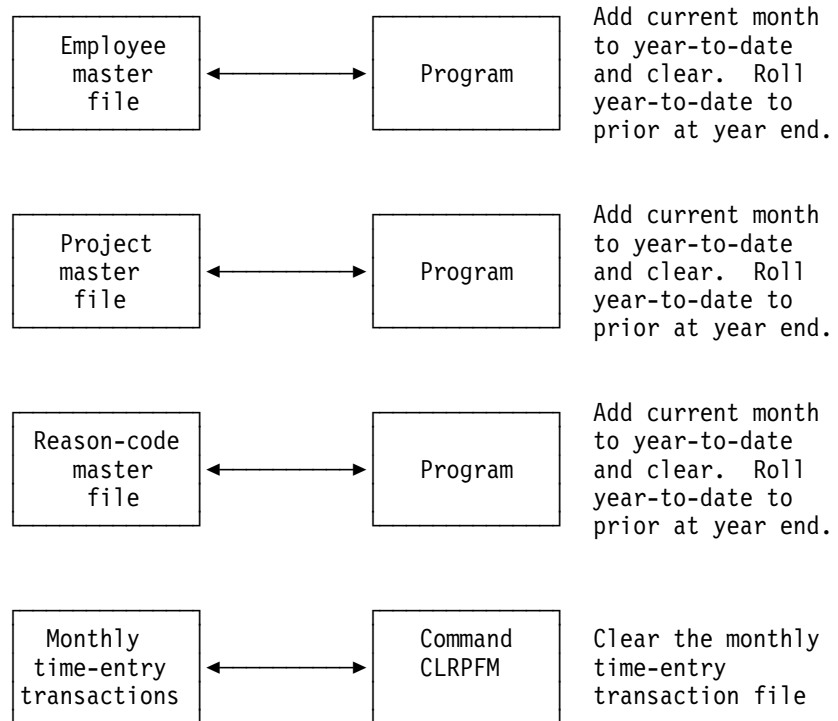 Employee
master
file
Program
Add current month
to year-to-date
and clear. Roll
year-to-date to
prior at year end.
Project
master
file
Program
Add current month
to year-to-date
and clear. Roll
year-to-date to
prior at year end.
Reason-code
master
file
Program
Add current month
to year-to-date
and clear. Roll
year-to-date to
prior at year end.
Monthly
time-entry
transactions
Command
CLRPFM
Clear the monthly
time-entry
transaction file